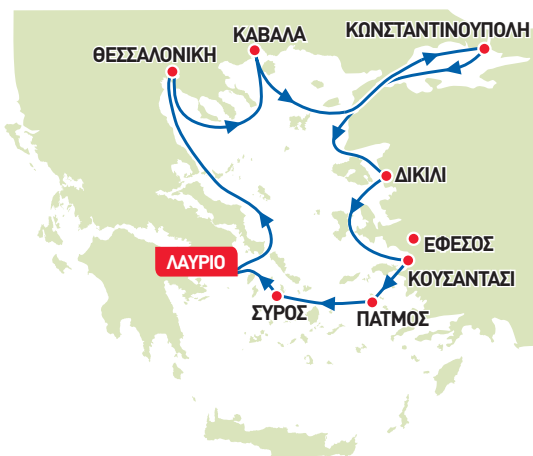 ΚΑΒΑΛΑ
ΚΩΝΣΤΑΝΤΙΝΟΥΠΟΛΗ
ΘΕΣΣΑΛΟΝΙΚΗ
ΔΙΚΙΛΙ
ΕΦΕΣΟΣ
ΛΑΥΡΙΟ
ΚΟΥΣΑΝΤΑΣΙ
ΣΥΡΟΣ
ΠΑΤΜΟΣ